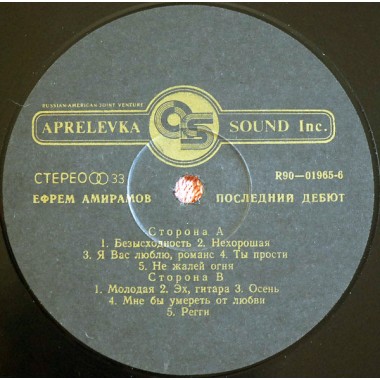 RUSSIAN-AMERICAN JOINT VENTURE
APRELEVKA SOUND Inc.
СТЕРЕО 33 R90—01965-6
ЕФРЕМ АМИРАМОВ ПОСЛЕДНИЙ ДЕБЮТ
Сторона А
1. Безысходность 2. Нехорошая
3. Я Вас люблю, романс 4. Ты прости
5. Не жалей огня
Сторона В
1. Молодая 2. Эх, гитара 3. Осень
4. Мне бы умереть от любви
5. Регги